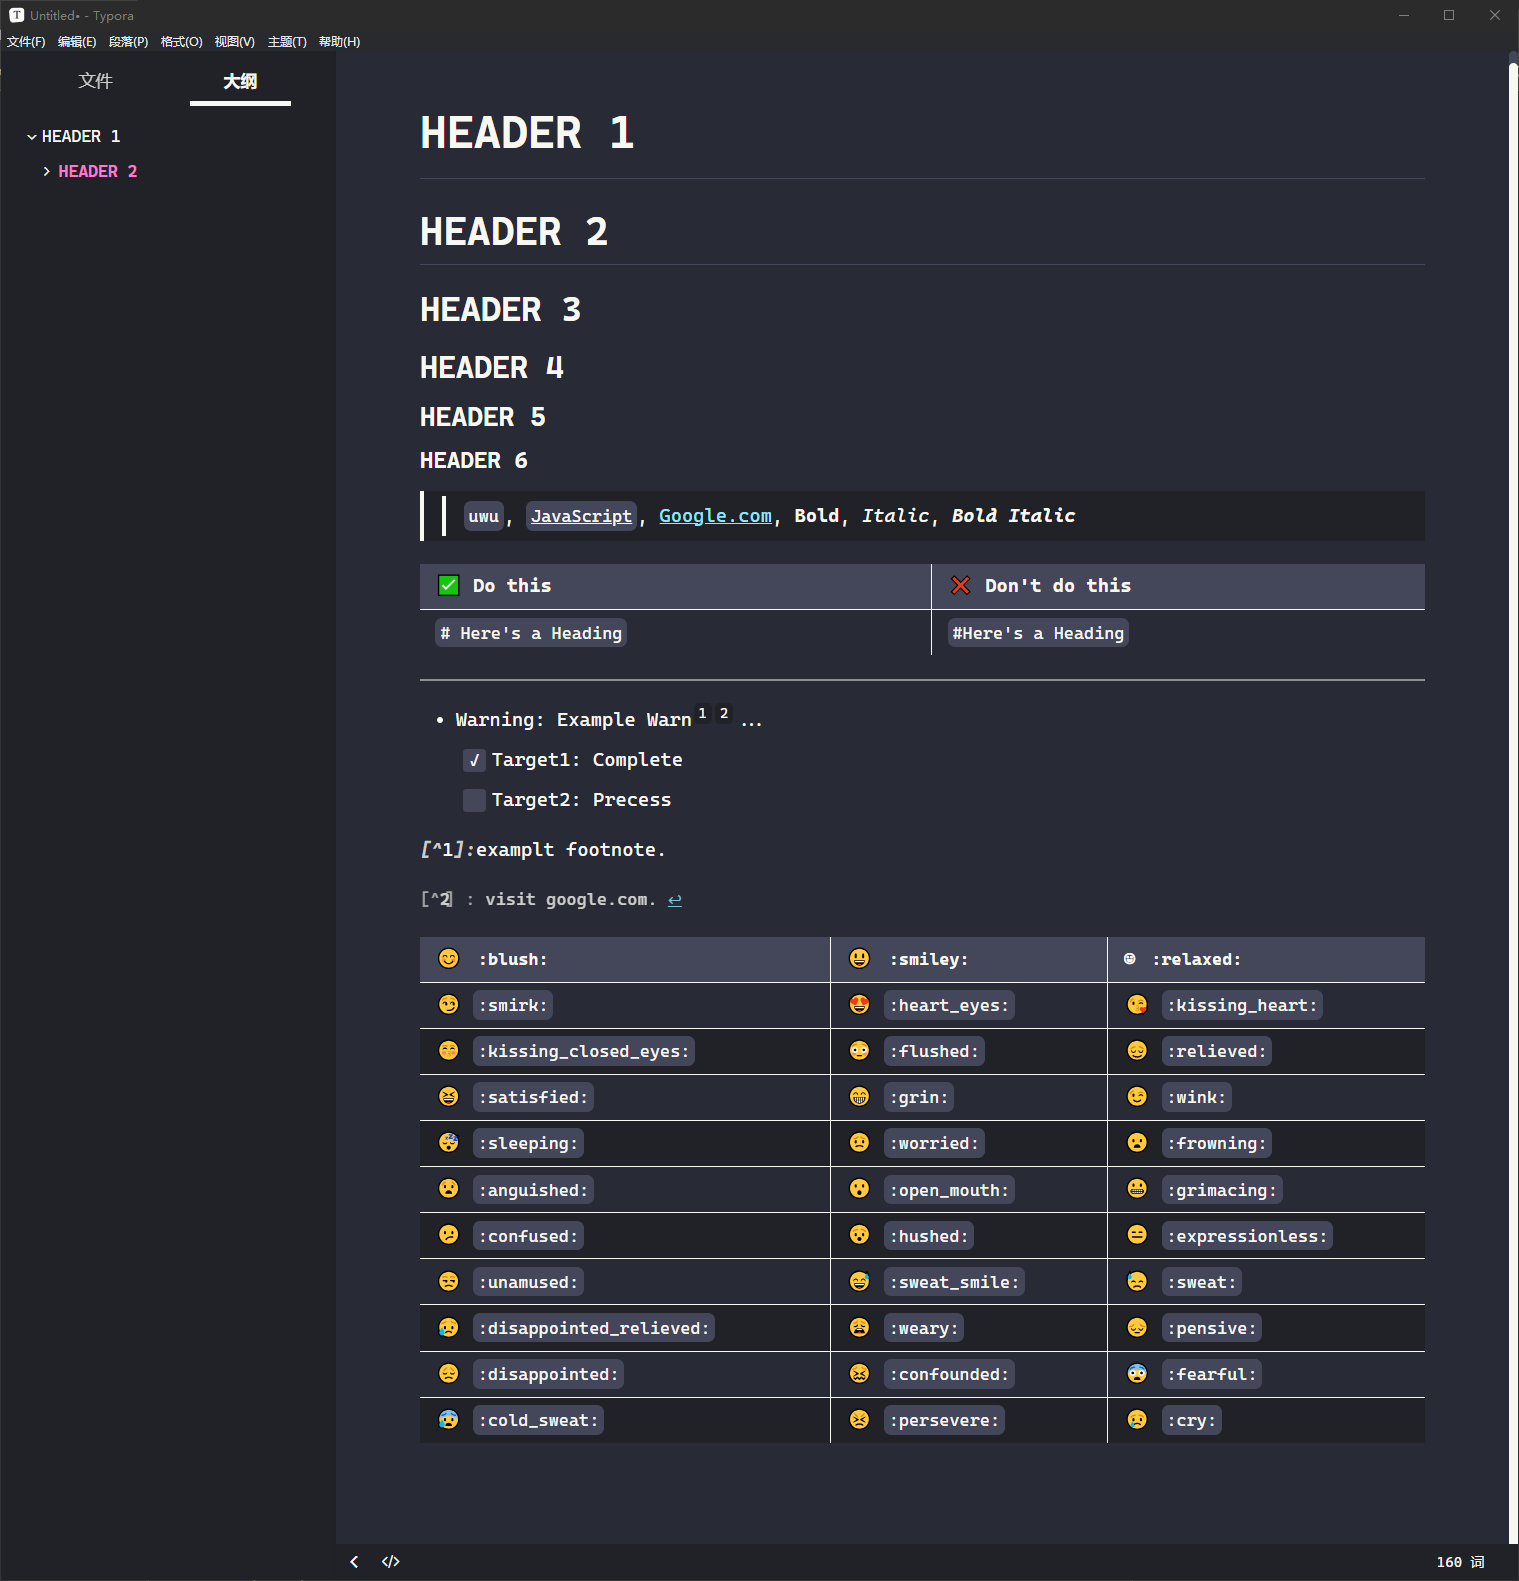 Untitled• - Typora
文件(F) 编辑(E) 段落(P) 格式(O) 视图(V) 主题(T) 帮助(H)
文件 大纲
HEADER 1
HEADER 2
HEADER 1
HEADER 2
HEADER 3
HEADER 4
HEADER 5
HEADER 6
uwu, JavaScript, Google.com, Bold, Italic, Bold Italic
✅ Do this ❌ Don't do this
# Here's a Heading #Here's a Heading
• Warning: Example Warn 1 2 ...
√ Target1: Complete
Target2: Precess
[^1]:examplt footnote.
[^2] : visit google.com. ↩
😊 :blush: 😃 :smiley: ☺ :relaxed:
😏 :smirk: 😍 :heart_eyes: 😘 :kissing_heart:
😚 :kissing_closed_eyes: 😳 :flushed: 😌 :relieved:
😆 :satisfied: 😁 :grin: 😉 :wink:
😴 :sleeping: 😟 :worried: 😦 :frowning:
😧 :anguished: 😮 :open_mouth: 😬 :grimacing:
😕 :confused: 😯 :hushed: 😑 :expressionless:
😒 :unamused: 😅 :sweat_smile: 😓 :sweat:
😥 :disappointed_relieved: 😩 :weary: 😔 :pensive:
😞 :disappointed: 😖 :confounded: 😨 :fearful:
😰 :cold_sweat: 😣 :persevere: 😢 :cry:
</> 160 词